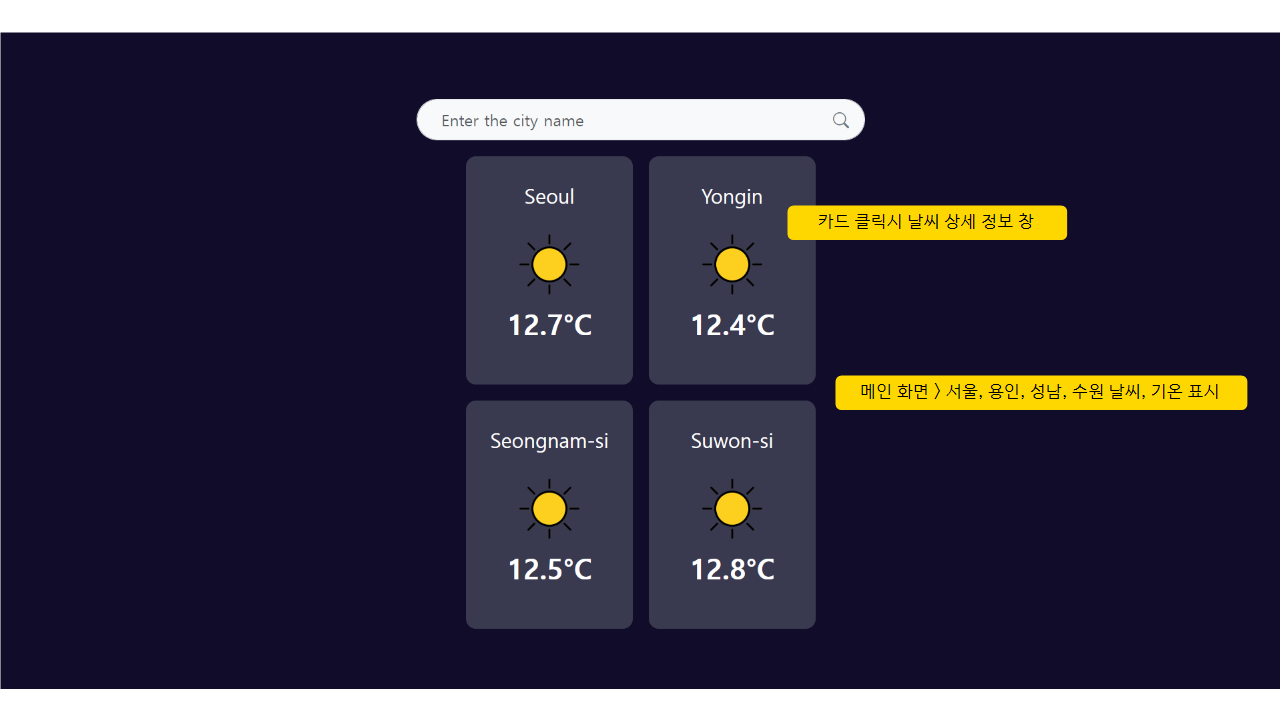 Enter the city name
Seoul
Yongin
카드 클릭시 날씨 상세 정보 창
12.7°C
12.4°C
메인 화면 > 서울, 용인, 성남, 수원 날씨, 기온 표시
Seongnam-si
Suwon-si
12.5°C
12.8°C